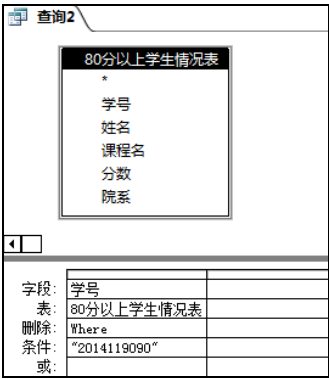 查询2
80分以上学生情况表
*
学号
姓名
课程名
分数
院系
字段: 学号
表: 80分以上学生情况表
删除: Where
条件: "2014119090"
或: